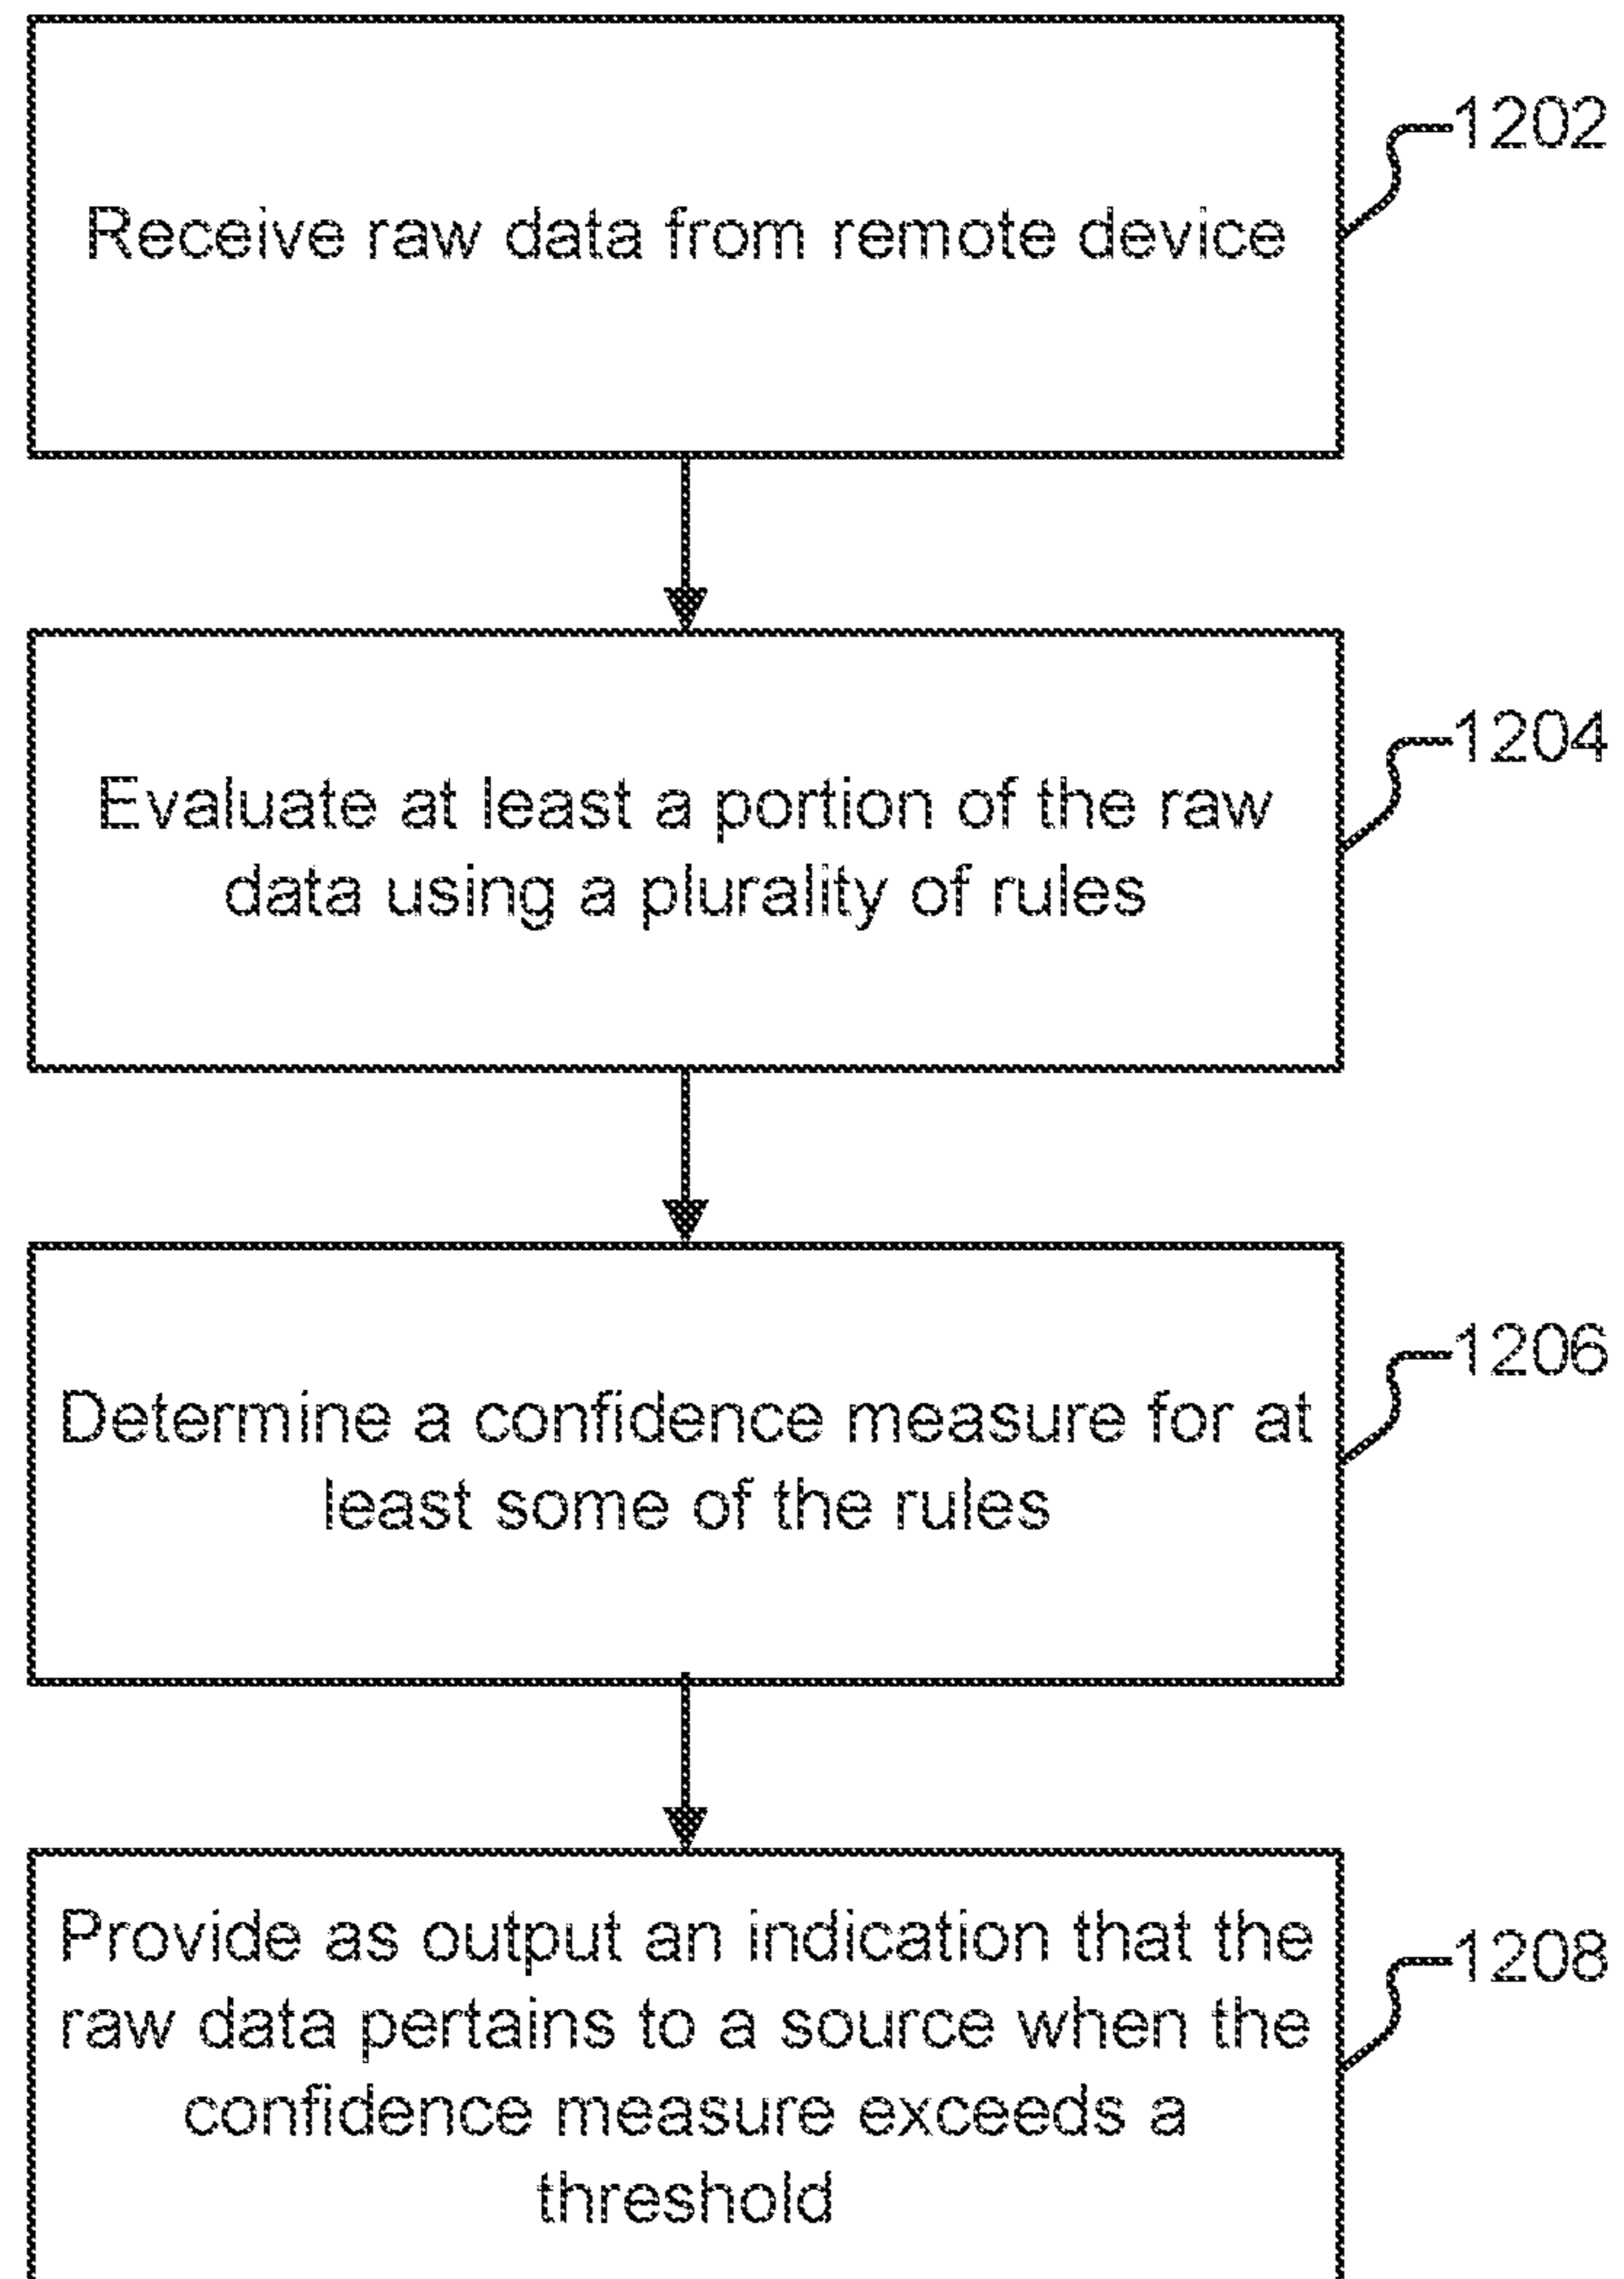 Receive raw data from remote device
1202
Evaluate at least a portion of the raw
data using a plurality of rules
1204
Determine a confidence measure for at
least some of the rules
1206
Provide as output an indication that the
raw data pertains to a source when the
confidence measure exceeds a
threshold
1208